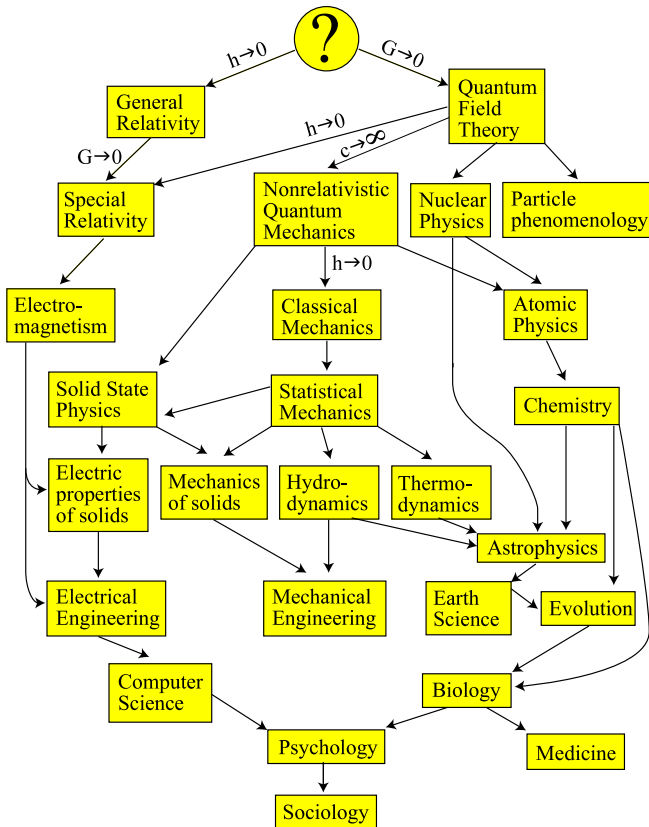 ?
h→0
G→0
General
Relativity
Quantum
Field
Theory
h→0
c→∞
G→0
Special
Relativity
Nonrelativistic
Quantum
Mechanics
Nuclear
Physics
Particle
phenomenology
h→0
Electro-
magnetism
Classical
Mechanics
Atomic
Physics
Solid State
Physics
Statistical
Mechanics
Chemistry
Electric
properties
of solids
Mechanics
of solids
Hydro-
dynamics
Thermo-
dynamics
Astrophysics
Electrical
Engineering
Mechanical
Engineering
Earth
Science
Evolution
Computer
Science
Biology
Psychology
Medicine
Sociology